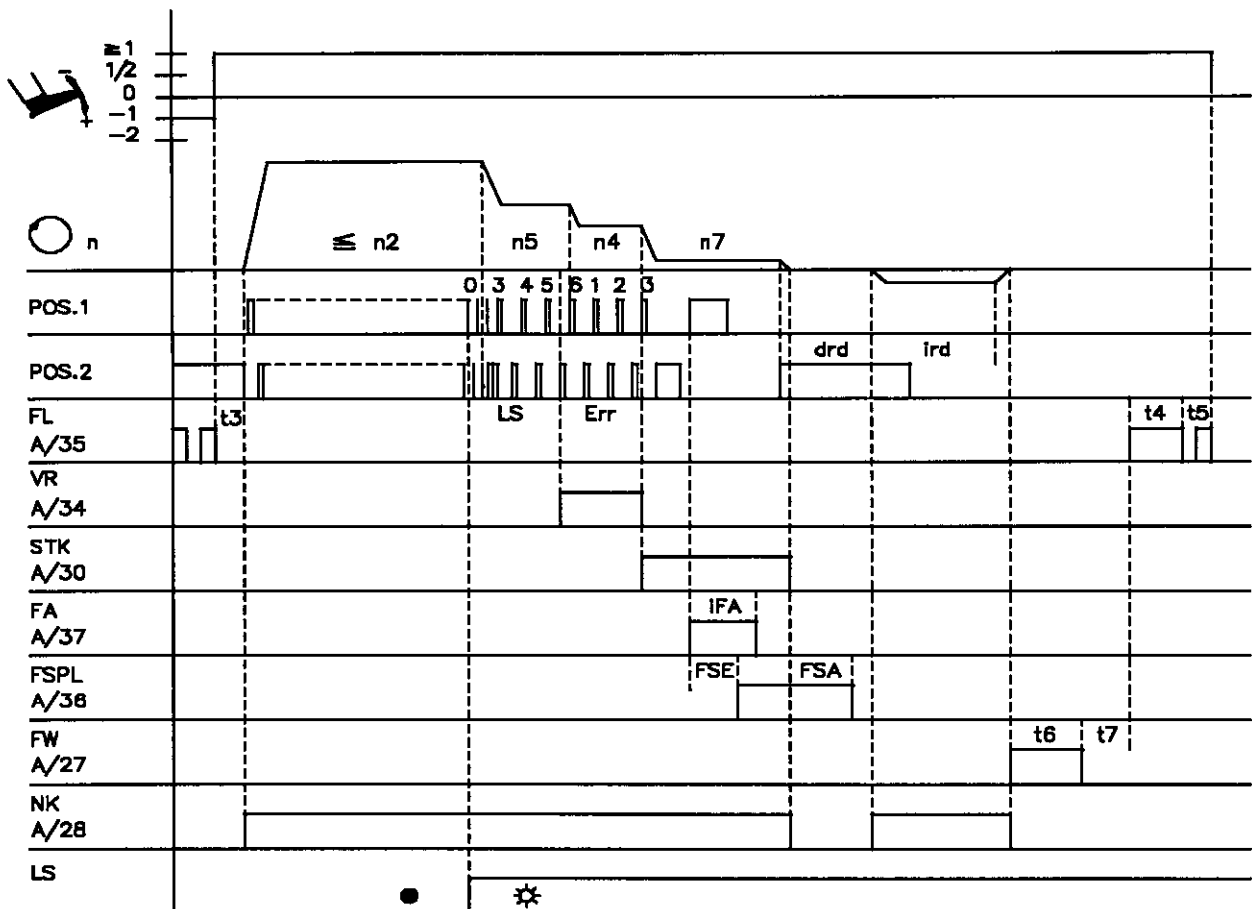 ≧ 1
1/2
0
-1
-2
-
+
n
≦ n2 n5 n4 n7
0 3 4 5 6 1 2 3
POS.1
drd ird
POS.2
LS Err
FL t3 t4 t5
A/35
VR
A/34
STK
A/30
FA iFA
A/37
FSPL FSE FSA
A/36
FW t6 t7
A/27
NK
A/28
LS